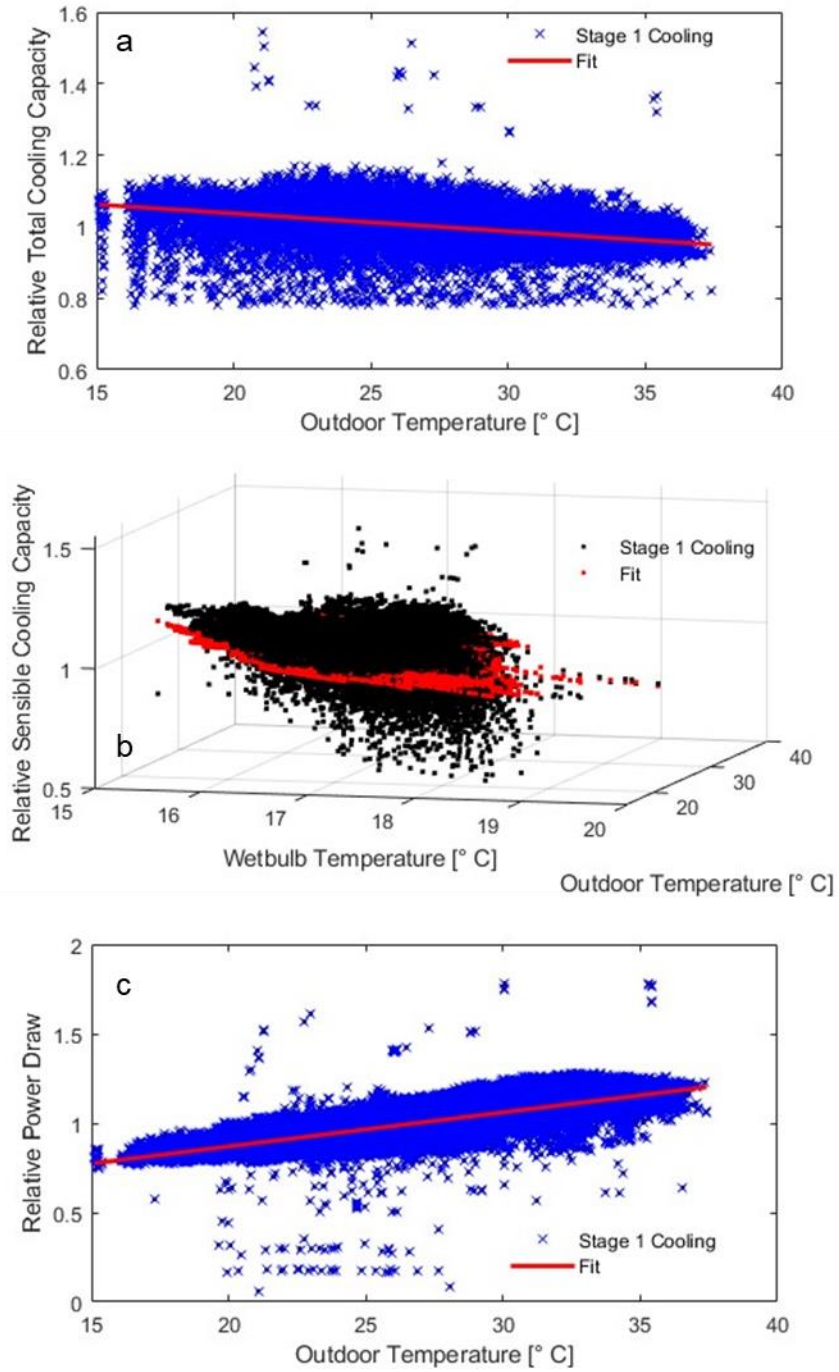 1.6
a
Stage 1 Cooling
Fit
1.4
1.2
1
0.8
0.6
Relative Total Cooling Capacity
15 20 25 30 35 40
Outdoor Temperature [° C]
Relative Sensible Cooling Capacity
1.5
Stage 1 Cooling
Fit
1
b
0.5
15 16 17 18 19 20
20 30 40
Wetbulb Temperature [° C]
Outdoor Temperature [° C]
2
c
1.5
1
0.5
0
Relative Power Draw
Stage 1 Cooling
Fit
15 20 25 30 35 40
Outdoor Temperature [° C]